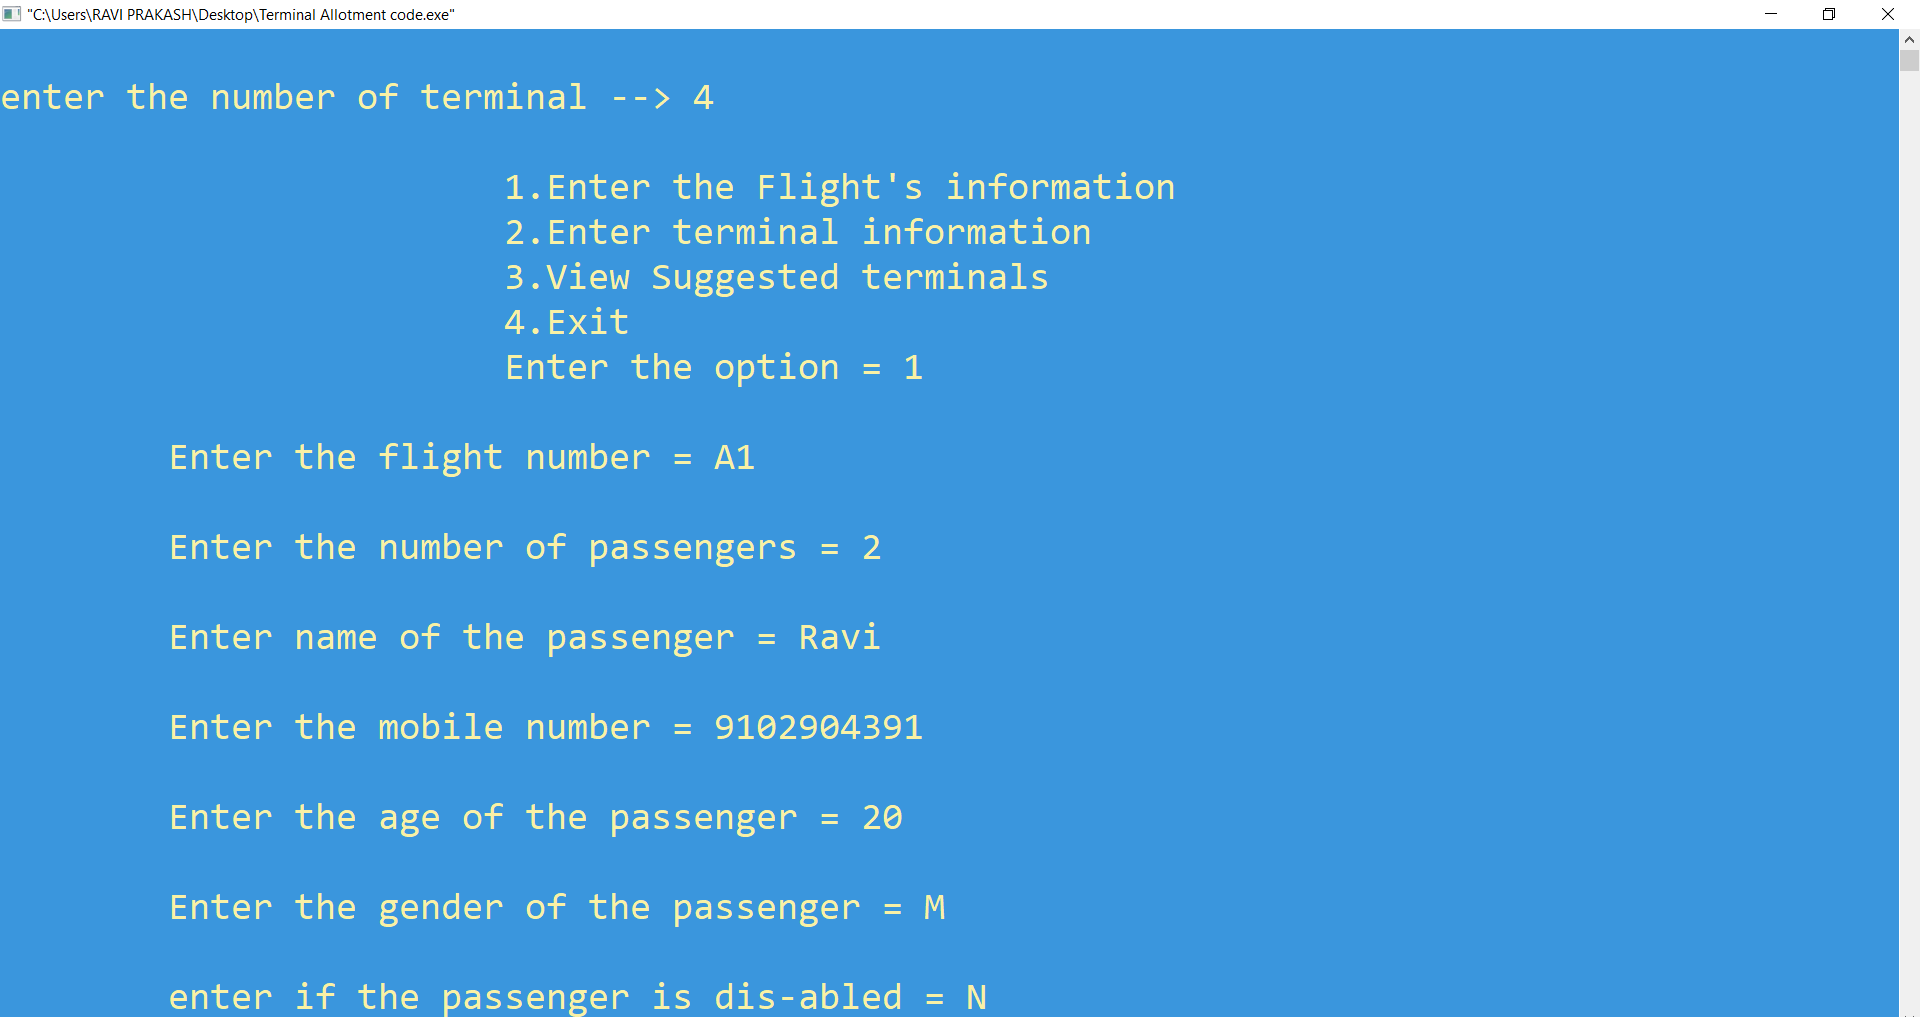 "C:\Users\RAVI PRAKASH\Desktop\Terminal Allotment code.exe"
enter the number of terminal --> 4
1.Enter the Flight's information
2.Enter terminal information
3.View Suggested terminals
4.Exit
Enter the option = 1
Enter the flight number = A1
Enter the number of passengers = 2
Enter name of the passenger = Ravi
Enter the mobile number = 9102904391
Enter the age of the passenger = 20
Enter the gender of the passenger = M
enter if the passenger is dis-abled = N